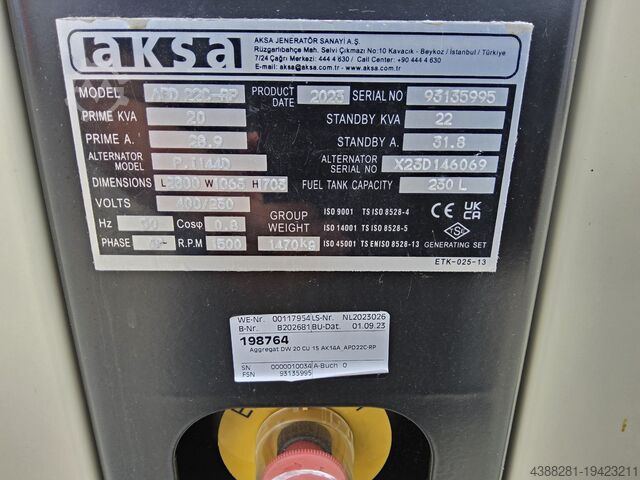 aksa
AKSA JENERATÖR SANAYİ A.Ş.
Rüzgarlıbahçe Mah. Selvi Çıkmazı No:10 Kavacık - Beykoz / İstanbul / Türkiye
7/24 Çağrı Merkezi: 444 4 630 / Call Center: +90 444 4 630
E-mail: aksa@aksa.com.tr / www.aksa.com.tr
MODEL APD 22C-RP PRODUCT DATE 2023 SERIAL NO 93135995
PRIME KVA 20 STANDBY KVA 22
PRIME A. 28.9 STANDBY A. 31.8
ALTERNATOR MODEL P.I144D ALTERNATOR SERIAL NO X23D146069
DIMENSIONS L W H FUEL TANK CAPACITY 230 L
VOLTS 400/230
Hz 50 Cosφ 0.8 GROUP WEIGHT 1470kg
PHASE R.P.M 1500
ISO 9001 TS ISO 8528-4
ISO 14001 TS ISO 8528-5
ISO 45001 TS EN ISO 8528-13
CE UKCA
GENERATING SET
ETK-025-13
WE-Nr. 00117954 LS-Nr. NL2023026
B-Nr. B202681 BU-Dat. 01.09.23
198764
Aggregat DW 20 CU 15 AK14A_APD22C-RP
SN 0000010034 A-Buch 0
FSN 93135995
4388281-19423211